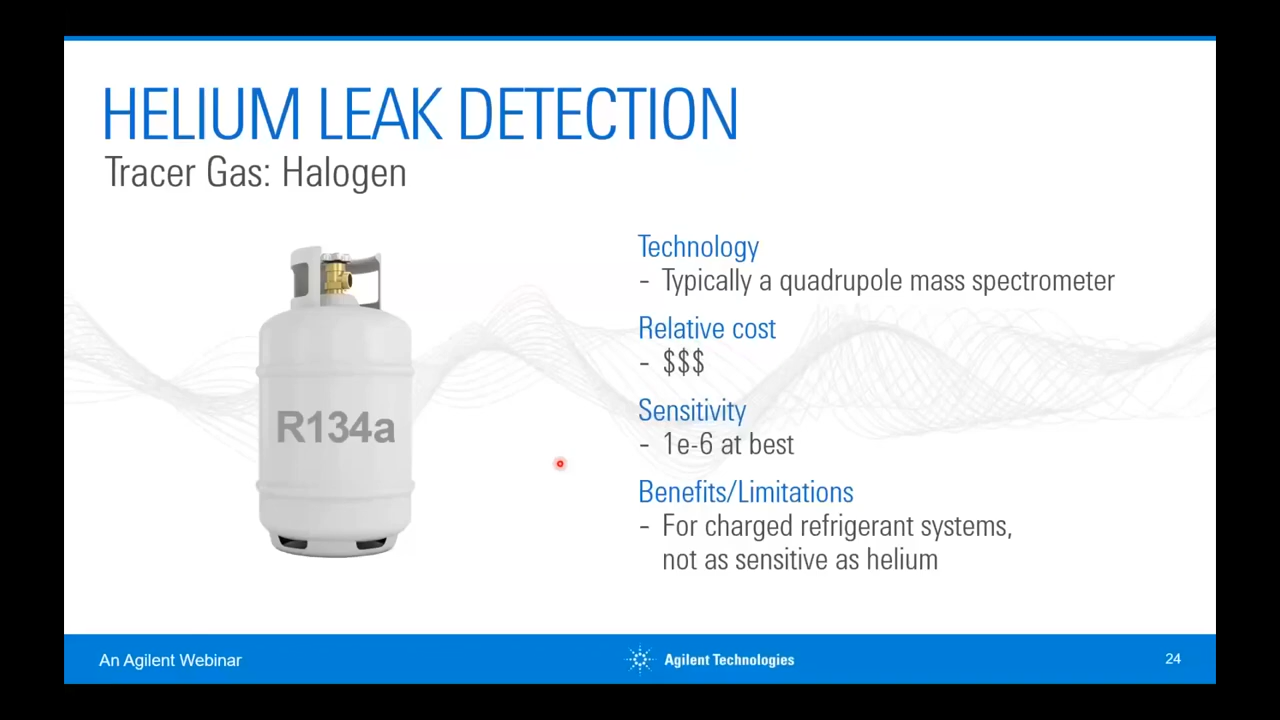 HELIUM LEAK DETECTION
Tracer Gas: Halogen
R134a
Technology
- Typically a quadrupole mass spectrometer
Relative cost
- $$$
Sensitivity
- 1e-6 at best
Benefits/Limitations
- For charged refrigerant systems,
not as sensitive as helium
An Agilent Webinar
Agilent Technologies
24